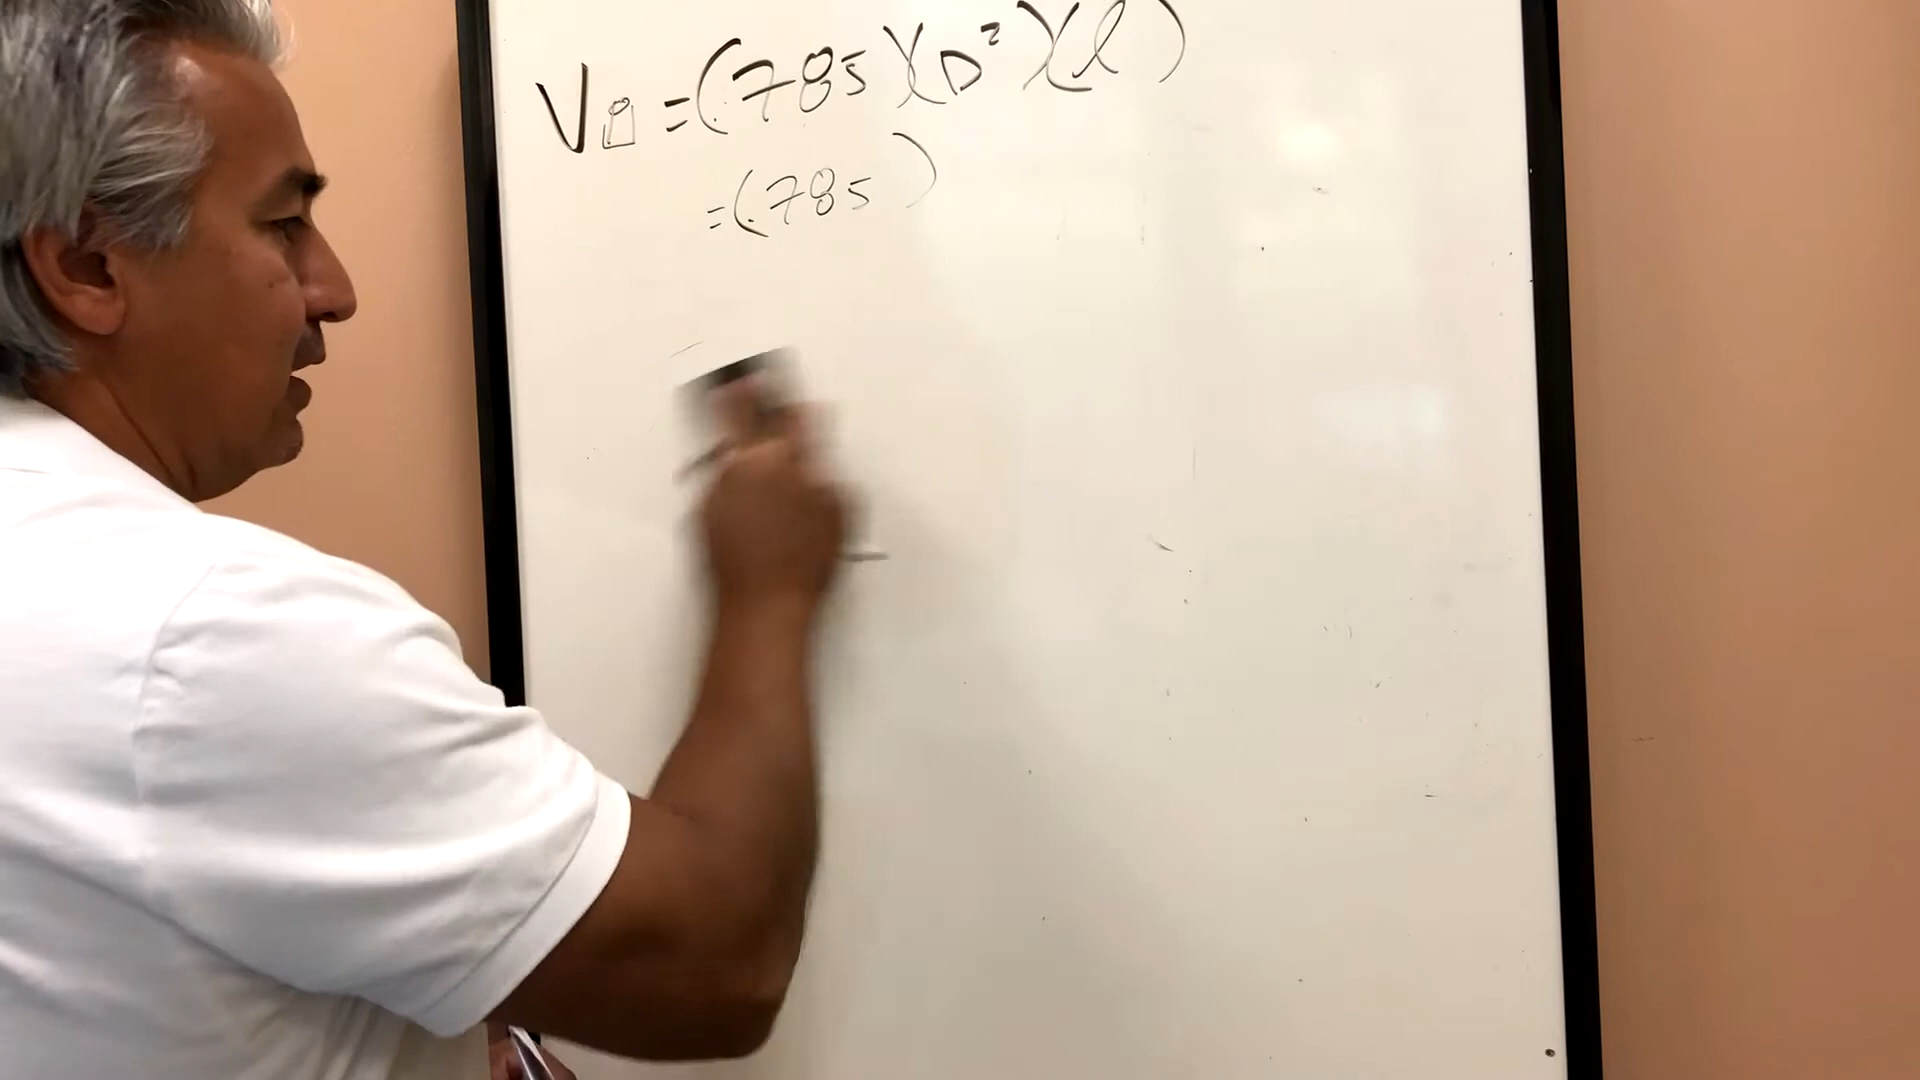 V = (.785)(D²)(l)
= (.785 )